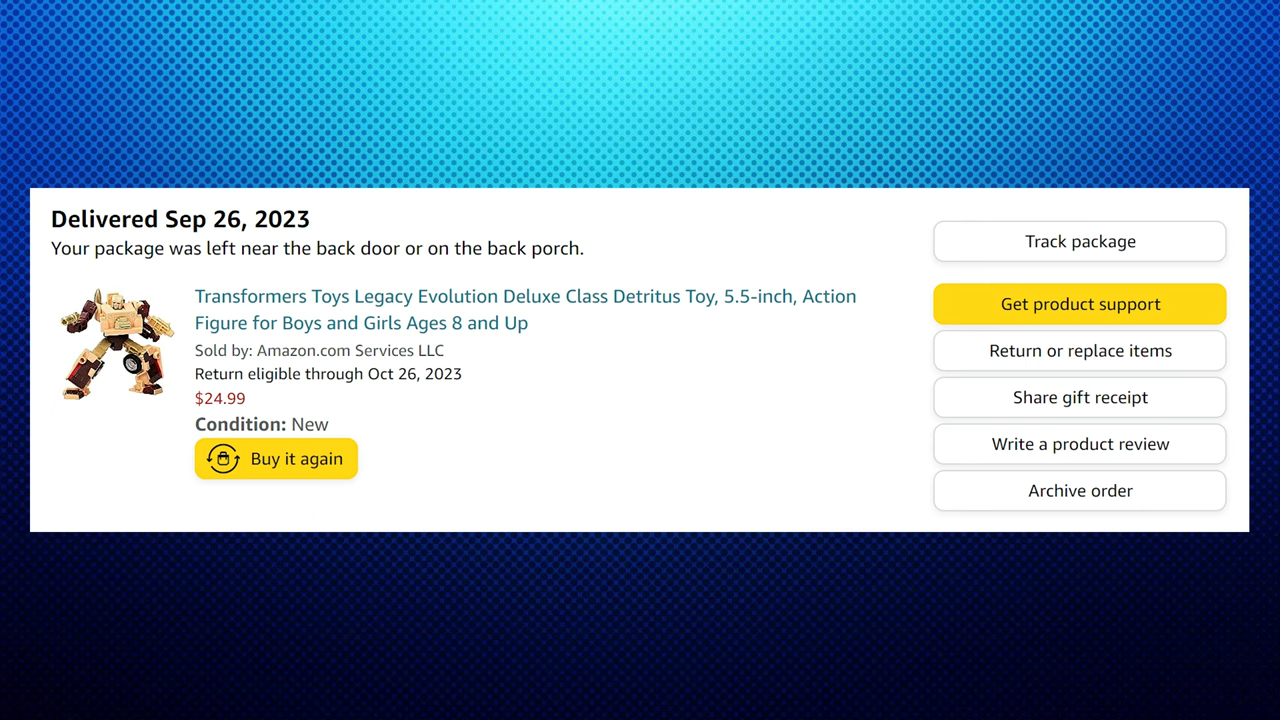 Delivered Sep 26, 2023
Your package was left near the back door or on the back porch.
Transformers Toys Legacy Evolution Deluxe Class Detritus Toy, 5.5-inch, Action
Figure for Boys and Girls Ages 8 and Up
Sold by: Amazon.com Services LLC
Return eligible through Oct 26, 2023
$24.99
Condition: New
Buy it again
Track package
Get product support
Return or replace items
Share gift receipt
Write a product review
Archive order